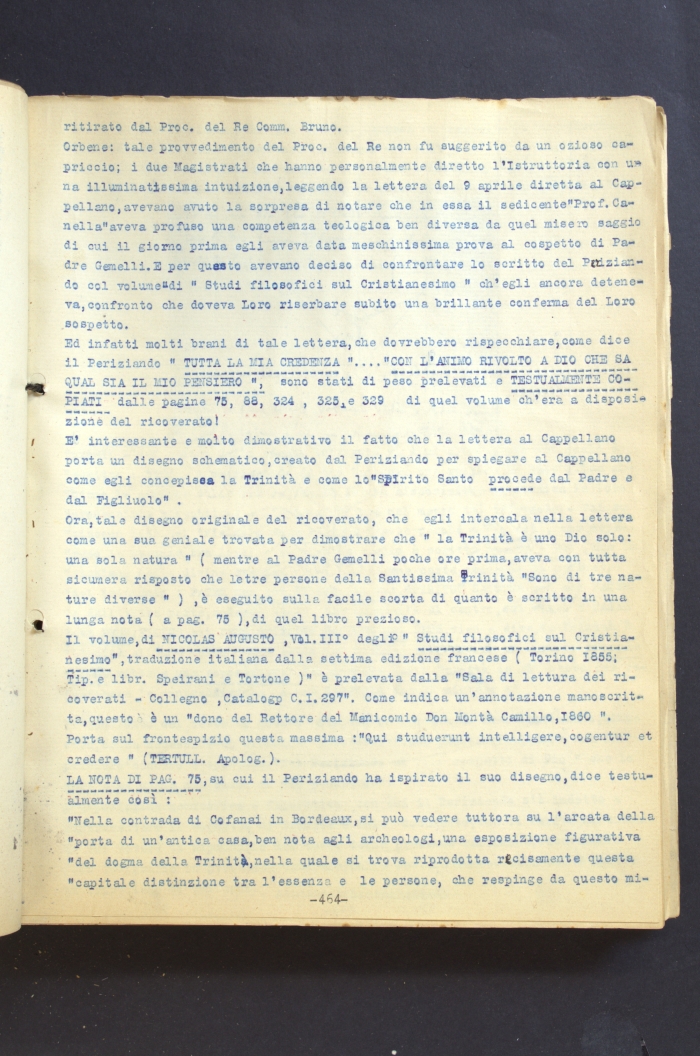 ritirato dal Proc. del Re Comm. Bruno.
Orbene: tale provvedimento del Proc. del Re non fu suggerito da un ozioso ca-
priccio; i due Magistrati che hanno personalmente diretto l'Istruttoria con u-
na illuminatissima intuizione,leggendo la lettera del 9 aprile diretta al Cap-
pellano,avevano avuto la sorpresa di notare che in essa il sedicente"Prof.Ca-
nella"aveva profuso una competenza teologica ben diversa da quel misero saggio
di cui il giorno prima egli aveva data meschinissima prova al cospetto di Pa-
dre Gemelli.E per questo avevano deciso di confrontare lo scritto del Perizian-
do col volume"di " Studi filosofici sul Cristianesimo " ch'egli ancora detene-
va,confronto che doveva Loro riserbare subito una brillante conferma del Loro
sospetto.
Ed infatti molti brani di tale lettera,che dovrebbero rispecchiare,come dice
il Periziando " TUTTA LA MIA CREDENZA "...."CON L'ANIMO RIVOLTO A DIO CHE SA
QUAL SIA IL MIO PENSIERO ", sono stati di peso prelevati e TESTUALMENTE CO-
PIATI dalle pagine 75, 88, 324 , 325,e 329 di quel volume ch'era a disposi-
zione del ricoverato!
E' interessante e molto dimostrativo il fatto che la lettera al Cappellano
porta un disegno schematico,creato dal Periziando per spiegare al Cappellano
come egli concepisca la Trinità e come lo"SPIrito Santo procede dal Padre e
dal Figliuolo" .
Ora,tale disegno originale del ricoverato, che egli intercala nella lettera
come una sua geniale trovata per dimostrare che " la Trinità è uno Dio solo:
una sola natura " ( mentre al Padre Gemelli poche ore prima,aveva con tutta
sicumera risposto che letre persone della Santissima Trinità "Sono di tre na-
ture diverse " ) ,è eseguito sulla facile scorta di quanto è scritto in una
lunga nota ( a pag. 75 ),di quel libro prezioso.
Il volume,di NICOLAS AUGUSTO ,Vol.III° degli " Studi filosofici sul Cristia-
nesimo",traduzione italiana dalla settima edizione francese ( Torino I855;
Tip.e libr. Speirani e Tortone )" è prelevata dalla "Sala di lettura dei ri-
coverati - Collegno ,Catalogp C.I.297". Come indica un'annotazione manoscrit-
ta,questo è un "dono del Rettore del Manicomio Don Montà Camillo,I860 ".
Porta sul frontespizio questa massima :"Qui studuerunt intelligere,cogentur et
credere " (TERTULL. Apolog.).
LA NOTA DI PAG. 75,su cui il Periziando ha ispirato il suo disegno,dice testu-
almente così :
"Nella contrada di Cofanai in Bordeaux,si può vedere tuttora su l'arcata della
"porta di un'antica casa,ben nota agli archeologi,una esposizione figurativa
"del dogma della Trinità,nella quale si trova riprodotta recisamente questa
"capitale distinzione tra l'essenza e le persone, che respinge da questo mi-
-464-